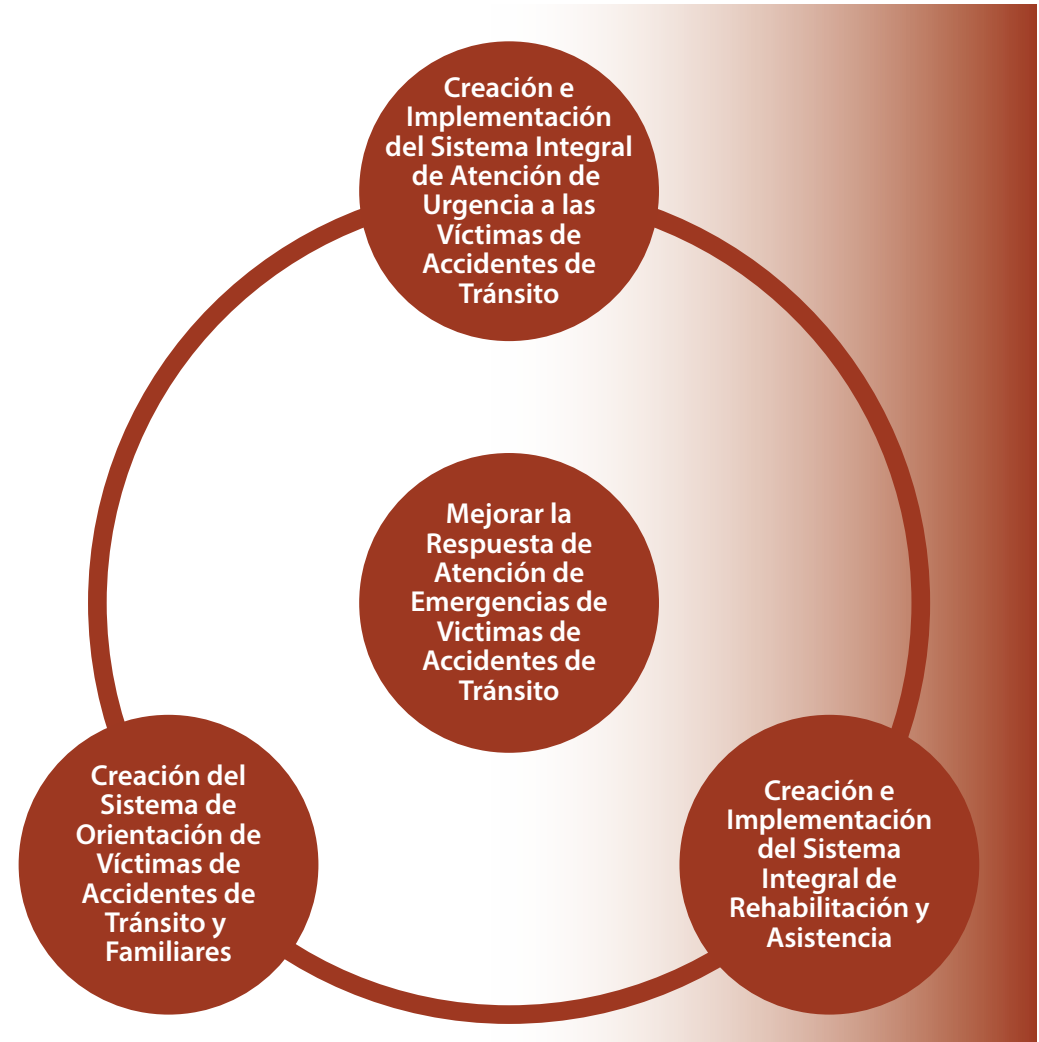 Creación e
Implementación
del Sistema Integral
de Atención de
Urgencia a las
Víctimas de
Accidentes de
Tránsito
Mejorar la
Respuesta de
Atención de
Emergencias de
Victimas de
Accidentes de
Tránsito
Creación del
Sistema de
Orientación de
Víctimas de
Accidentes de
Tránsito y
Familiares
Creación e
Implementación
del Sistema
Integral de
Rehabilitación y
Asistencia